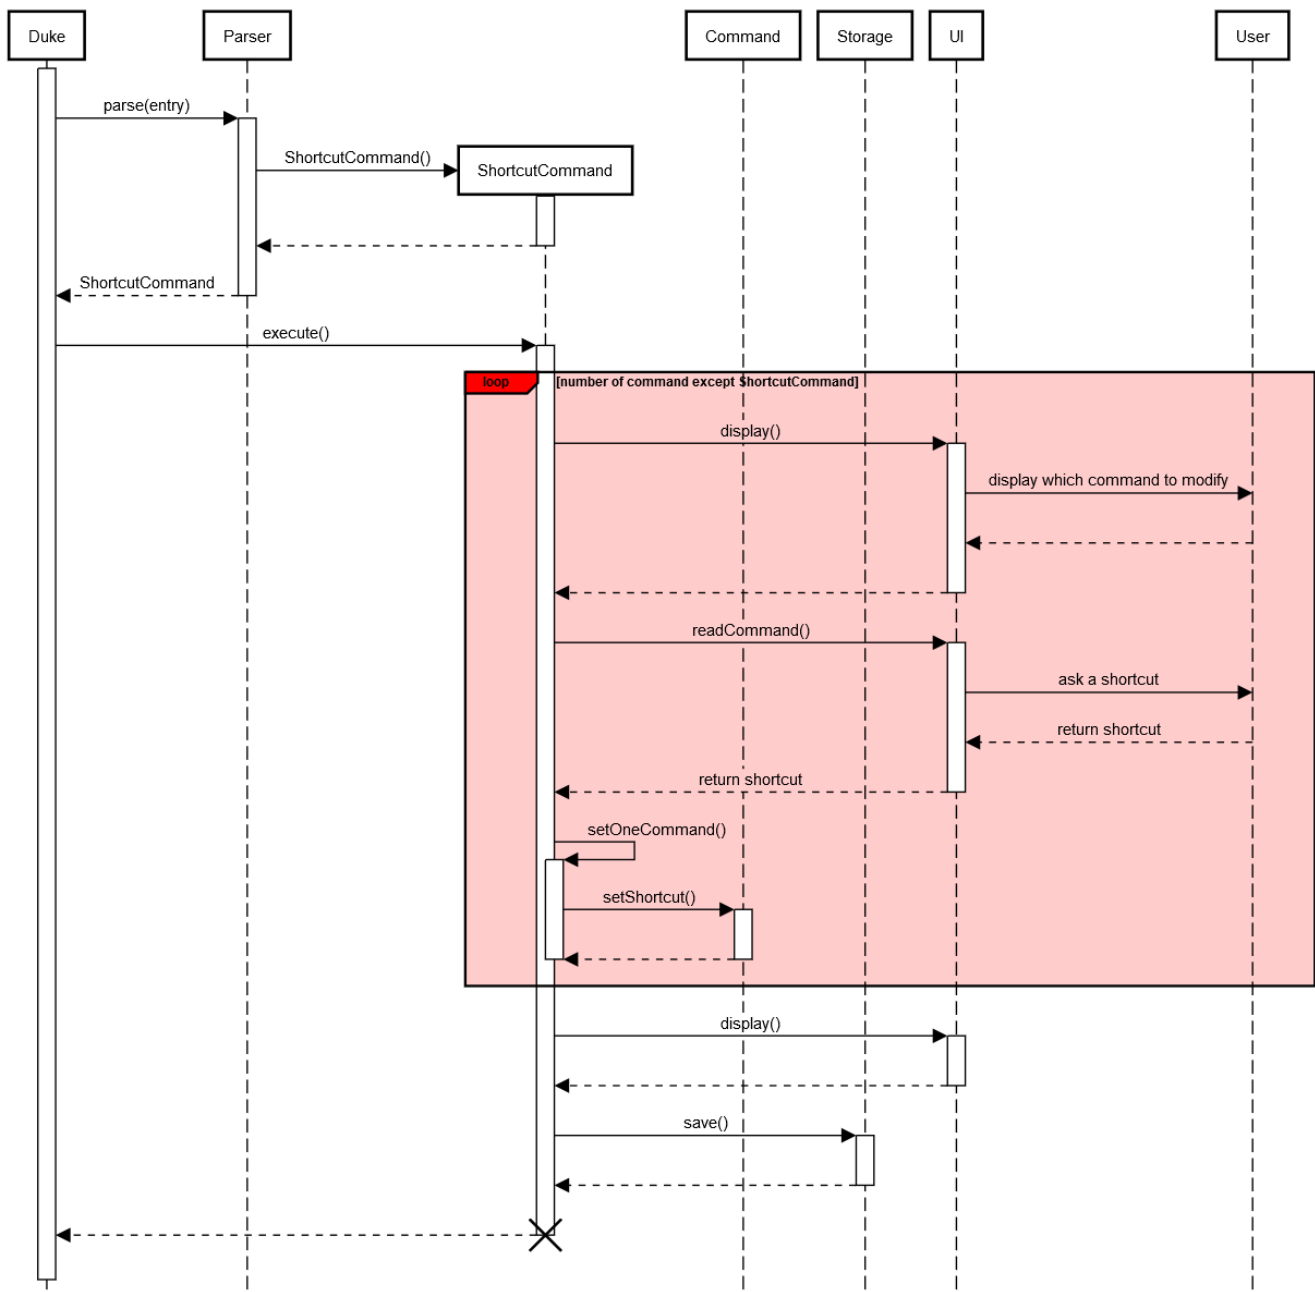 Duke
Parser
Command
Storage
UI
User
parse(entry)
ShortcutCommand()
ShortcutCommand
ShortcutCommand
execute()
loop
[number of command except ShortcutCommand]
display()
display which command to modify
readCommand()
ask a shortcut
return shortcut
return shortcut
setOneCommand()
setShortcut()
display()
save()